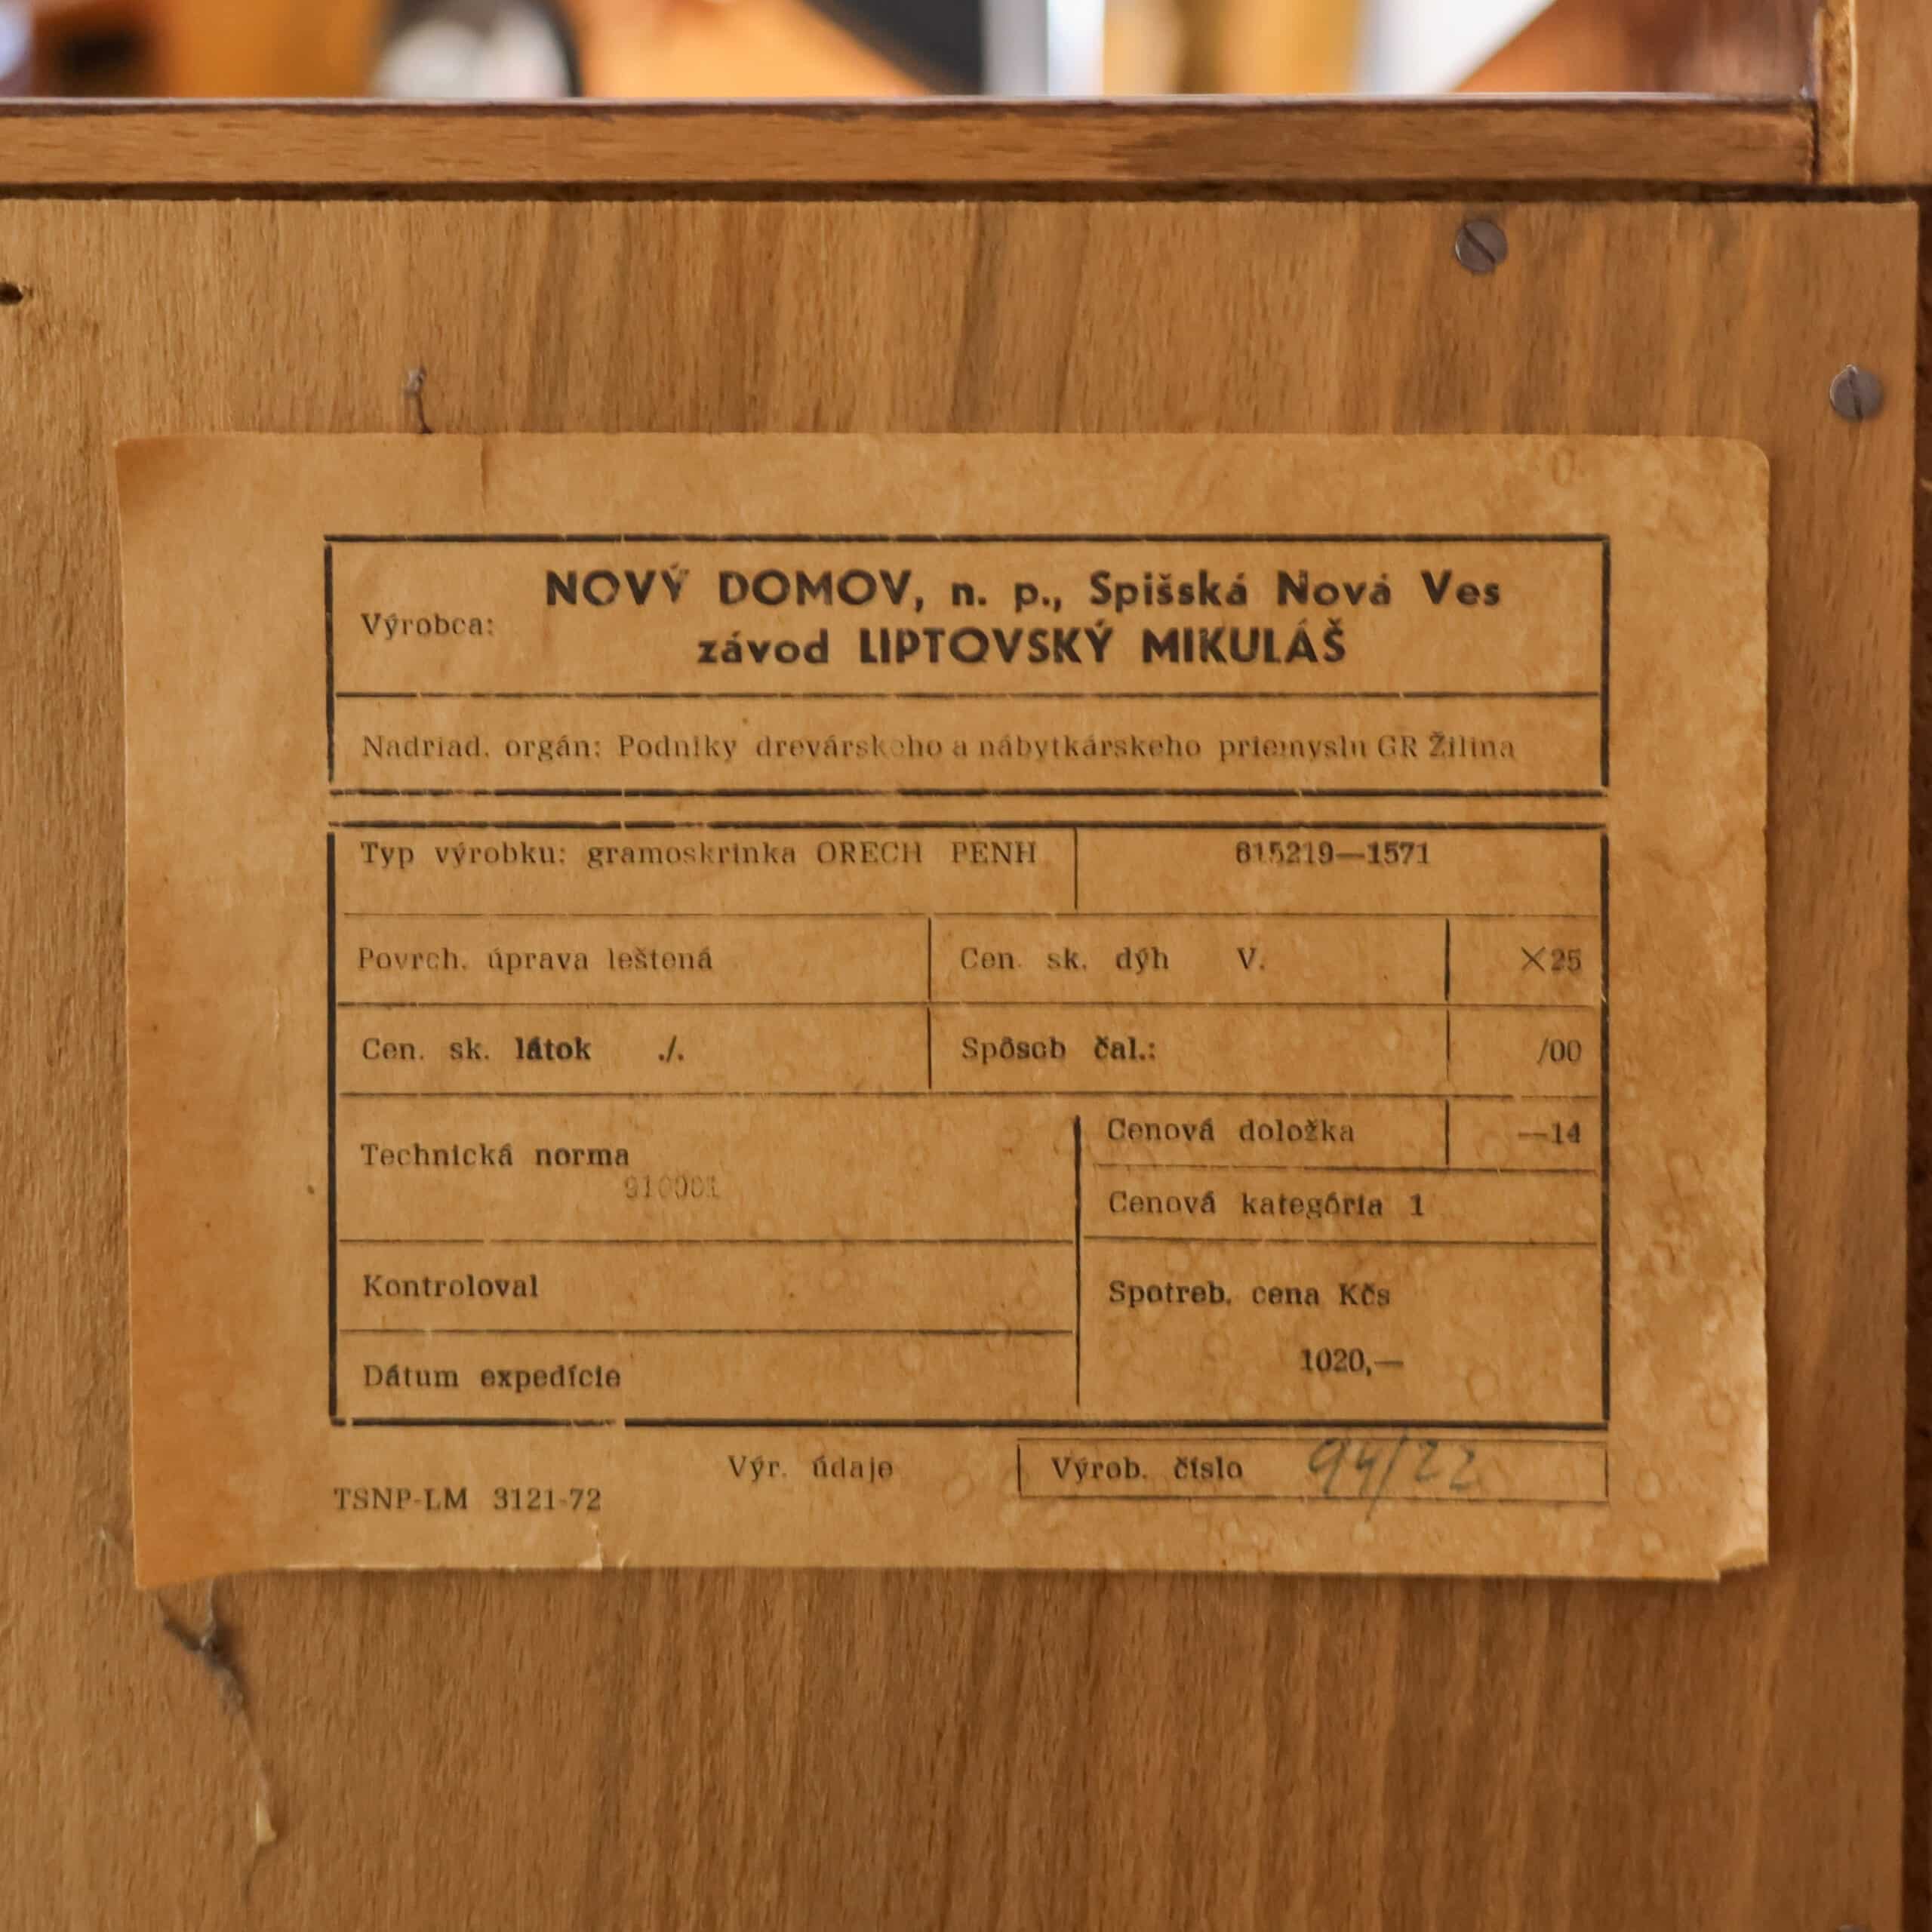 Výrobca:
NOVÝ DOMOV, n. p., Spišská Nová Ves
závod LIPTOVSKÝ MIKULÁŠ
Nadriad. orgán: Podniky drevárskeho a nábytkárskeho priemyslu GR Žilina
Typ výrobku: gramoskrinka ORECH PENH 615219—1571
Povrch. úprava leštená Cen. sk. dýh V. ×25
Cen. sk. látok ./. Spôsob čal.: /00
Technická norma
910001
Cenová doložka —14
Cenová kategória 1
Kontroloval
Spotreb. cena Kčs
1020,—
Dátum expedície
Výr. údaje
Výrob. číslo 94/22
TSNP-LM 3121-72